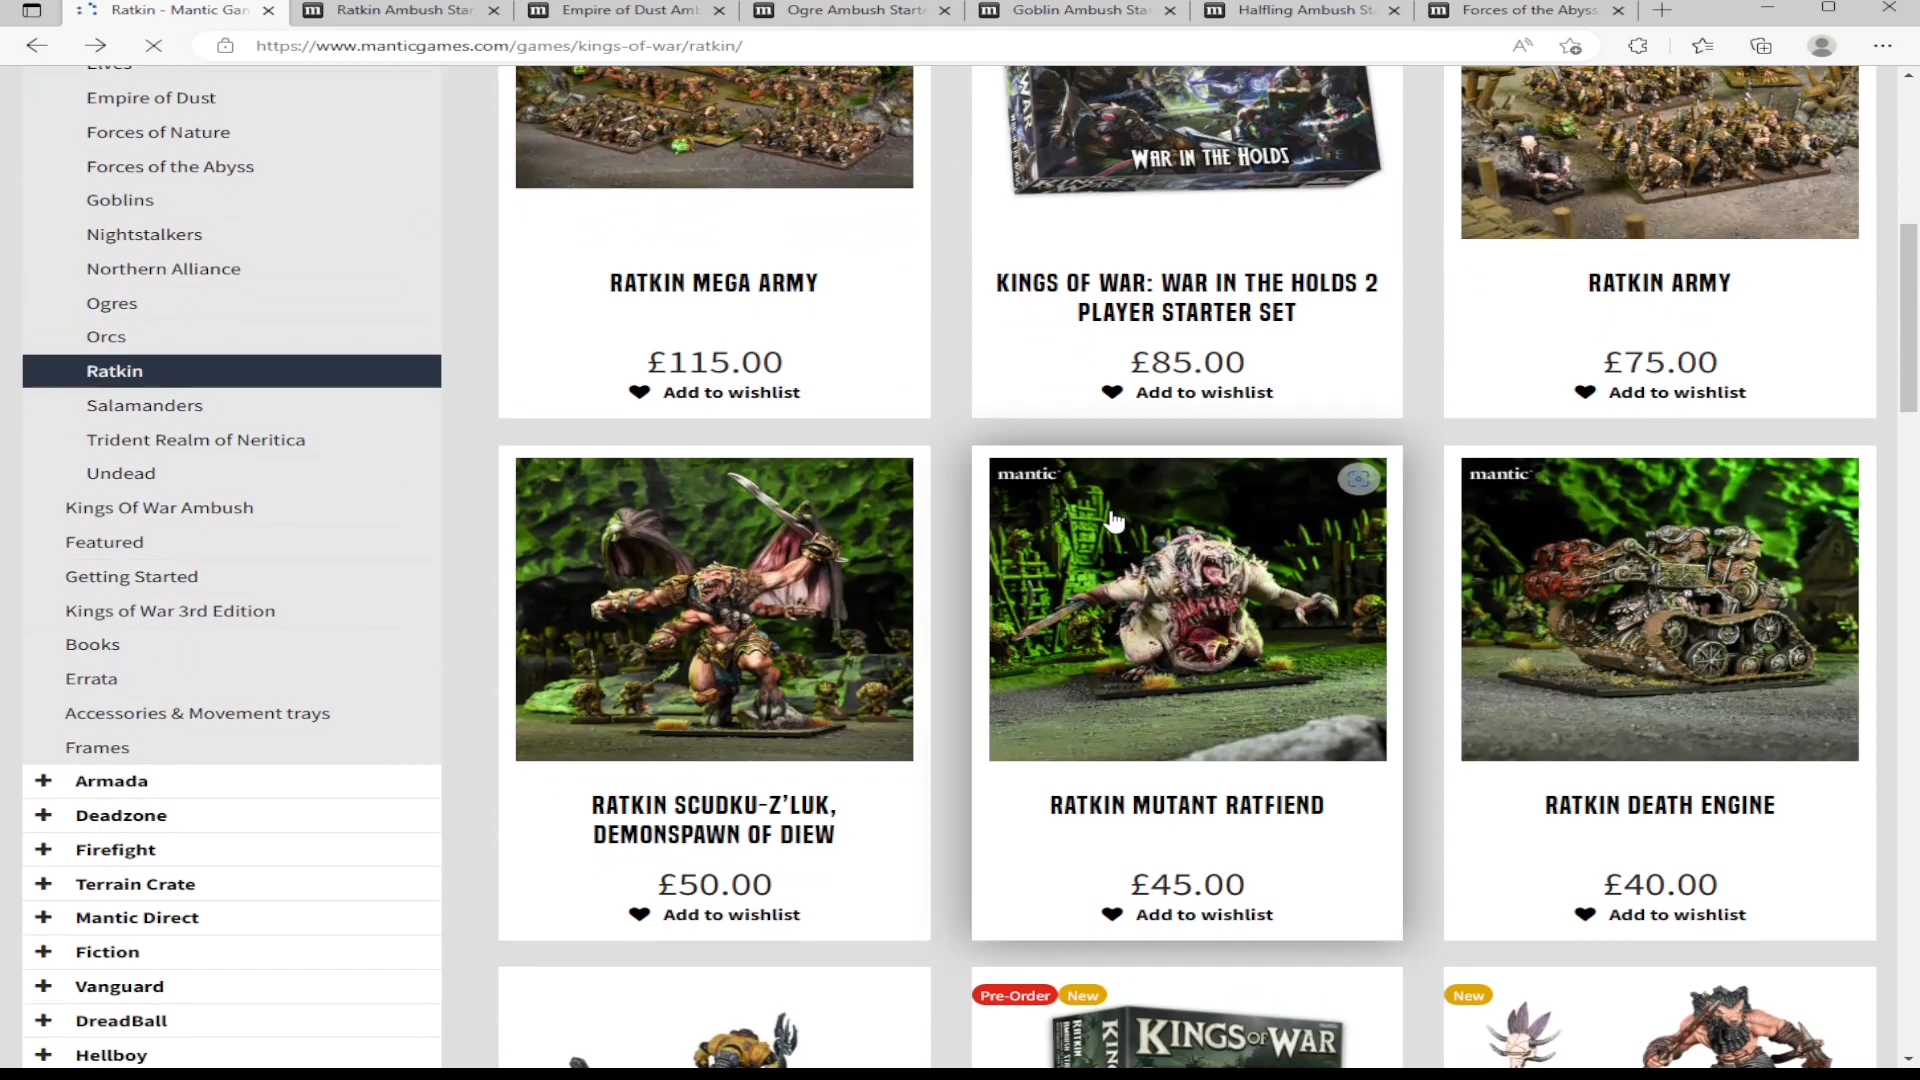 Ratkin - Mantic Gam
Ratkin Ambush Star
Empire of Dust Amb
Ogre Ambush Starte
Goblin Ambush Sta
Halfling Ambush St
Forces of the Abyss
https://www.manticgames.com/games/kings-of-war/ratkin/
Elves
Empire of Dust
Forces of Nature
Forces of the Abyss
Goblins
Nightstalkers
Northern Alliance
Ogres
Orcs
Ratkin
Salamanders
Trident Realm of Neritica
Undead
Kings Of War Ambush
Featured
Getting Started
Kings of War 3rd Edition
Books
Errata
Accessories & Movement trays
Frames
+ Armada
+ Deadzone
+ Firefight
+ Terrain Crate
+ Mantic Direct
+ Fiction
+ Vanguard
+ DreadBall
+ Hellboy
RATKIN MEGA ARMY
£115.00
Add to wishlist
WAR IN THE HOLDS
KINGS OF WAR: WAR IN THE HOLDS 2
PLAYER STARTER SET
£85.00
Add to wishlist
RATKIN ARMY
£75.00
Add to wishlist
RATKIN SCUDKU-Z'LUK,
DEMONSPAWN OF DIEW
£50.00
Add to wishlist
mantic
RATKIN MUTANT RATFIEND
£45.00
Add to wishlist
mantic
RATKIN DEATH ENGINE
£40.00
Add to wishlist
Pre-Order
New
KINGS OF WAR
New